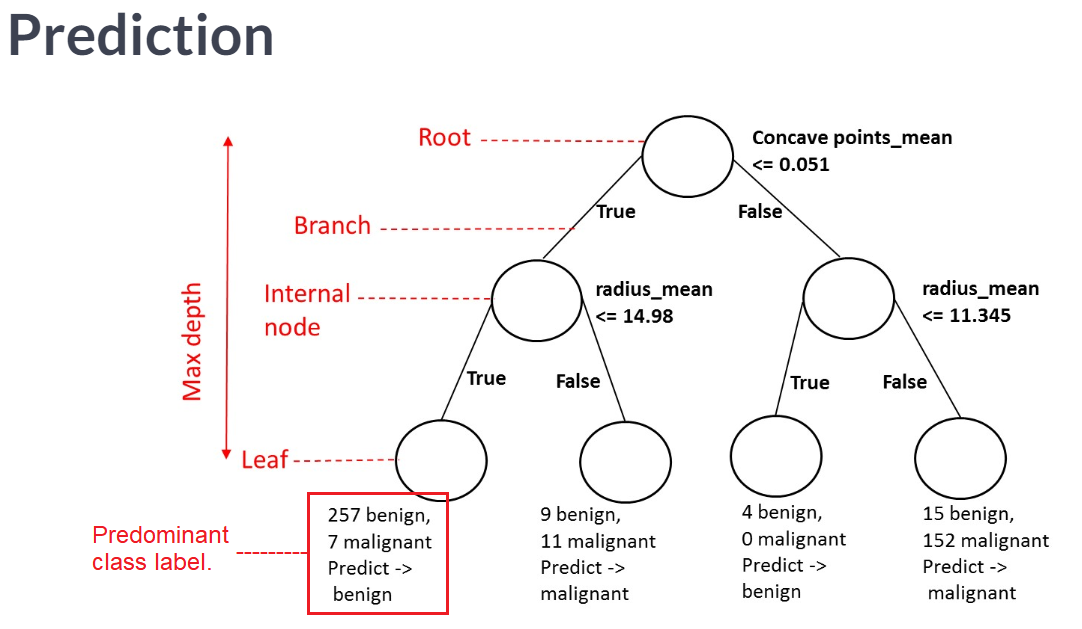 Prediction
Root
Concave points_mean
<= 0.051
True
False
Branch
Internal
node
radius_mean
<= 14.98
radius_mean
<= 11.345
Max depth
True
False
True
False
Leaf
Predominant
class label.
257 benign,
7 malignant
Predict ->
benign
9 benign,
11 malignant
Predict ->
malignant
4 benign,
0 malignant
Predict ->
benign
15 benign,
152 malignant
Predict ->
malignant